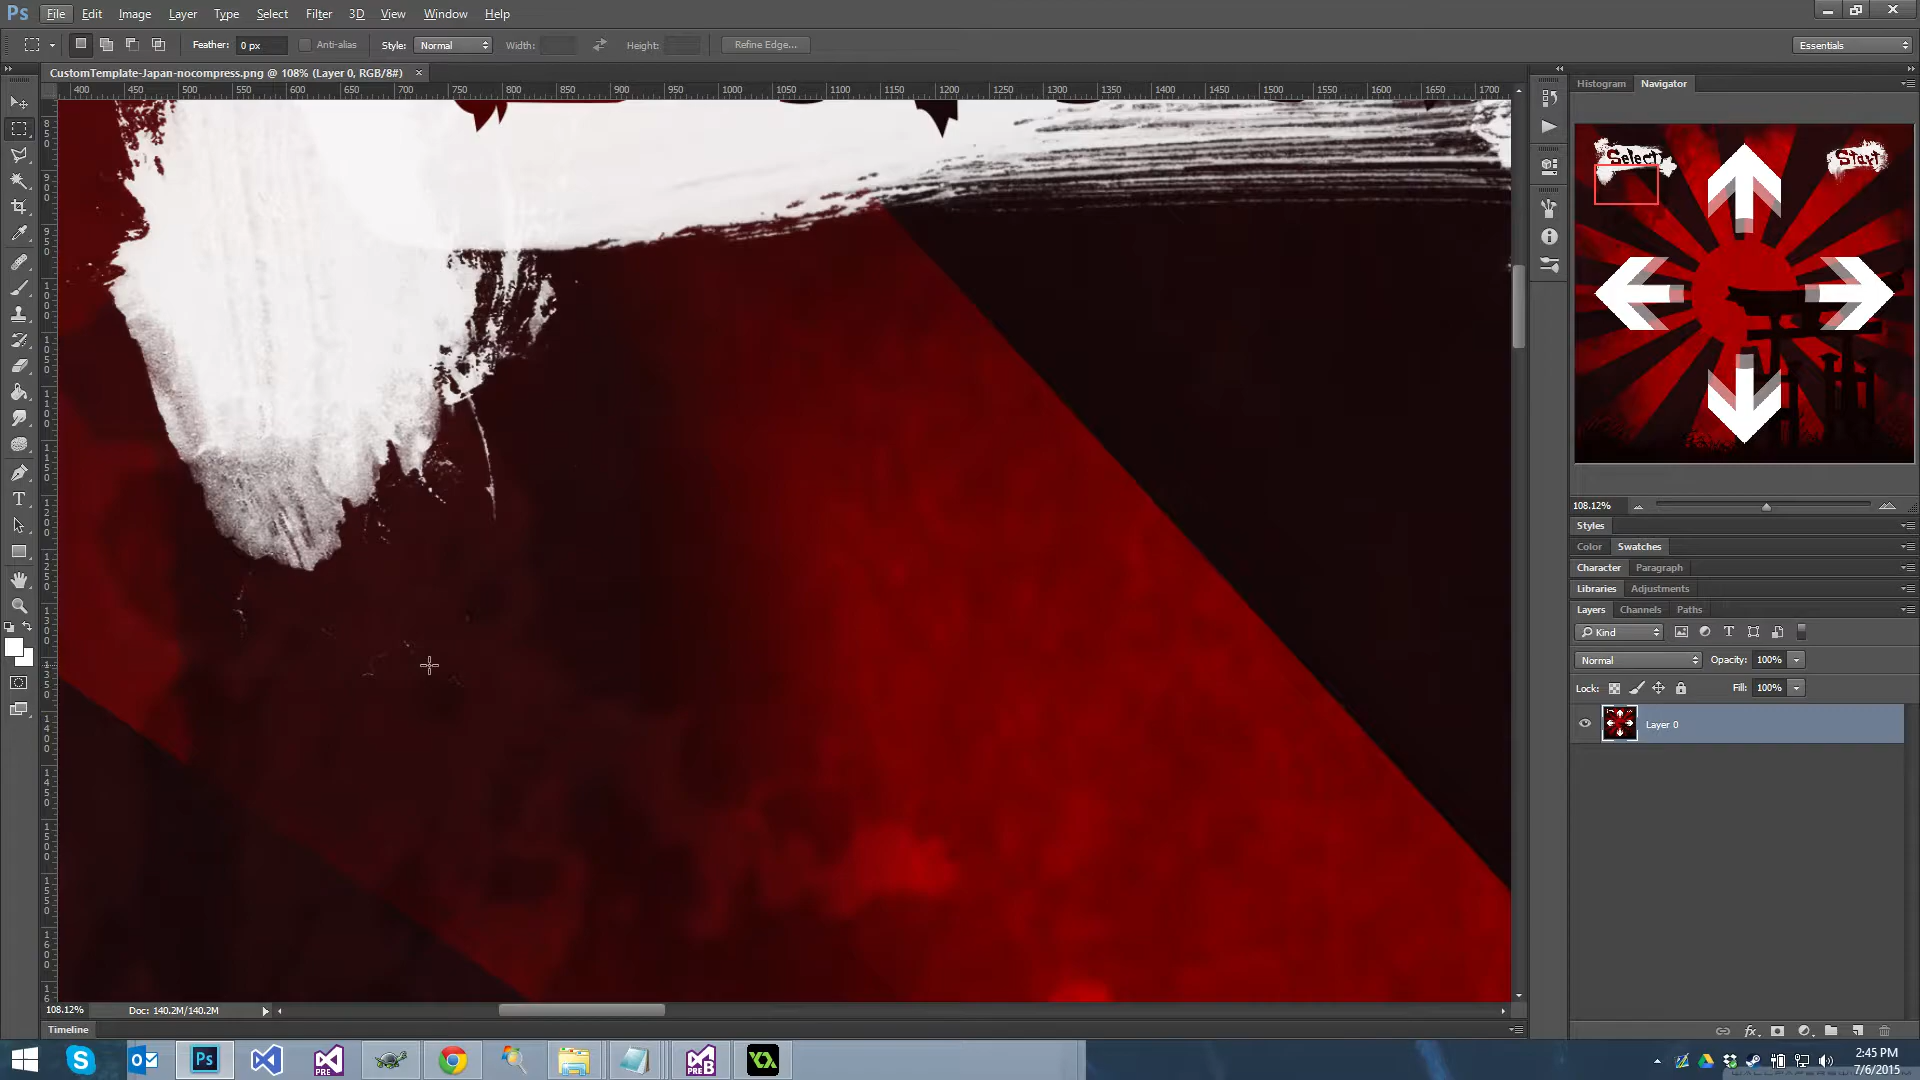 Ps File Edit Image Layer Type Select Filter 3D View Window Help
Feather: 0 px Anti-alias Style: Normal Width: Height: Refine Edge... Essentials
CustomTemplate-Japan-nocompress.png @ 108% (Layer 0, RGB/8#) ×
Histogram Navigator
400 450 500 550 600 650 700 750 800 850 900 950 1000 1050 1100 1150 1200 1250 1300 1350 1400 1450 1500 1550 1600 1650 1700
Select Start
108.12%
Styles
Color Swatches
Character Paragraph
Libraries Adjustments
Layers Channels Paths
Kind
Normal Opacity: 100%
Lock: Fill: 100%
Layer 0
108.12% Doc: 140.2M/140.2M
Timeline
2:45 PM
7/6/2015